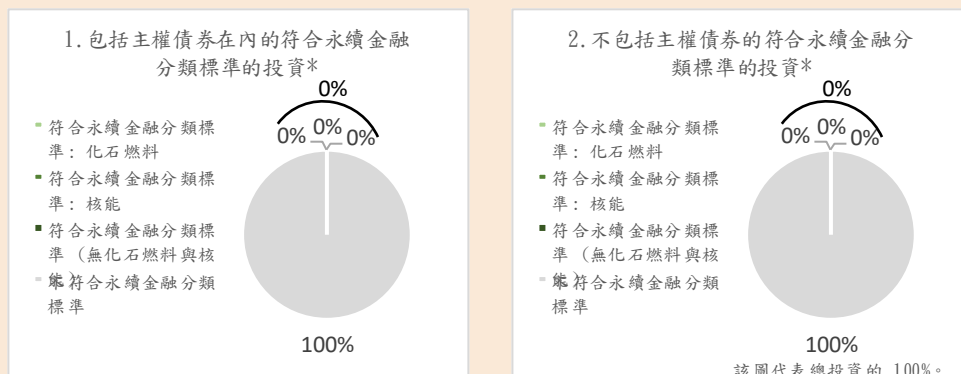 1.包括主權債券在內的符合永續金融
分類標準的投資*
0%
0% 0% 0%
符合永續金融分類標
準: 化石燃料
符合永續金融分類標
準: 核能
符合永續金融分類標
準 (無化石燃料與核
能)
不符合永續金融分類
標準
100%
2.不包括主權債券的符合永續金融分
類標準的投資*
0%
0% 0% 0%
符合永續金融分類標
準: 化石燃料
符合永續金融分類標
準: 核能
符合永續金融分類標
準 (無化石燃料與核
能)
不符合永續金融分類
標準
100%
該圖代表總投資的 100%。